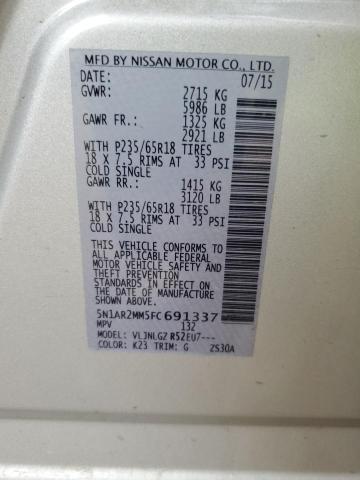 MFD BY NISSAN MOTOR CO., LTD.
DATE: 07/15
GVWR: 2715 KG
5986 LB
GAWR FR.: 1325 KG
2921 LB
WITH P235/65R18 TIRES
18 X 7.5 RIMS AT 33 PSI
COLD SINGLE
GAWR RR.: 1415 KG
3120 LB
WITH P235/65R18 TIRES
18 X 7.5 RIMS AT 33 PSI
COLD SINGLE
THIS VEHICLE CONFORMS TO
ALL APPLICABLE FEDERAL
MOTOR VEHICLE SAFETY AND
THEFT PREVENTION
STANDARDS IN EFFECT ON
THE DATE OF MANUFACTURE
SHOWN ABOVE.
5N1AR2MM5FC691337
MPV 132
MODEL: VLJNLGZ R52EU7---
COLOR: K23 TRIM: G ZS30A